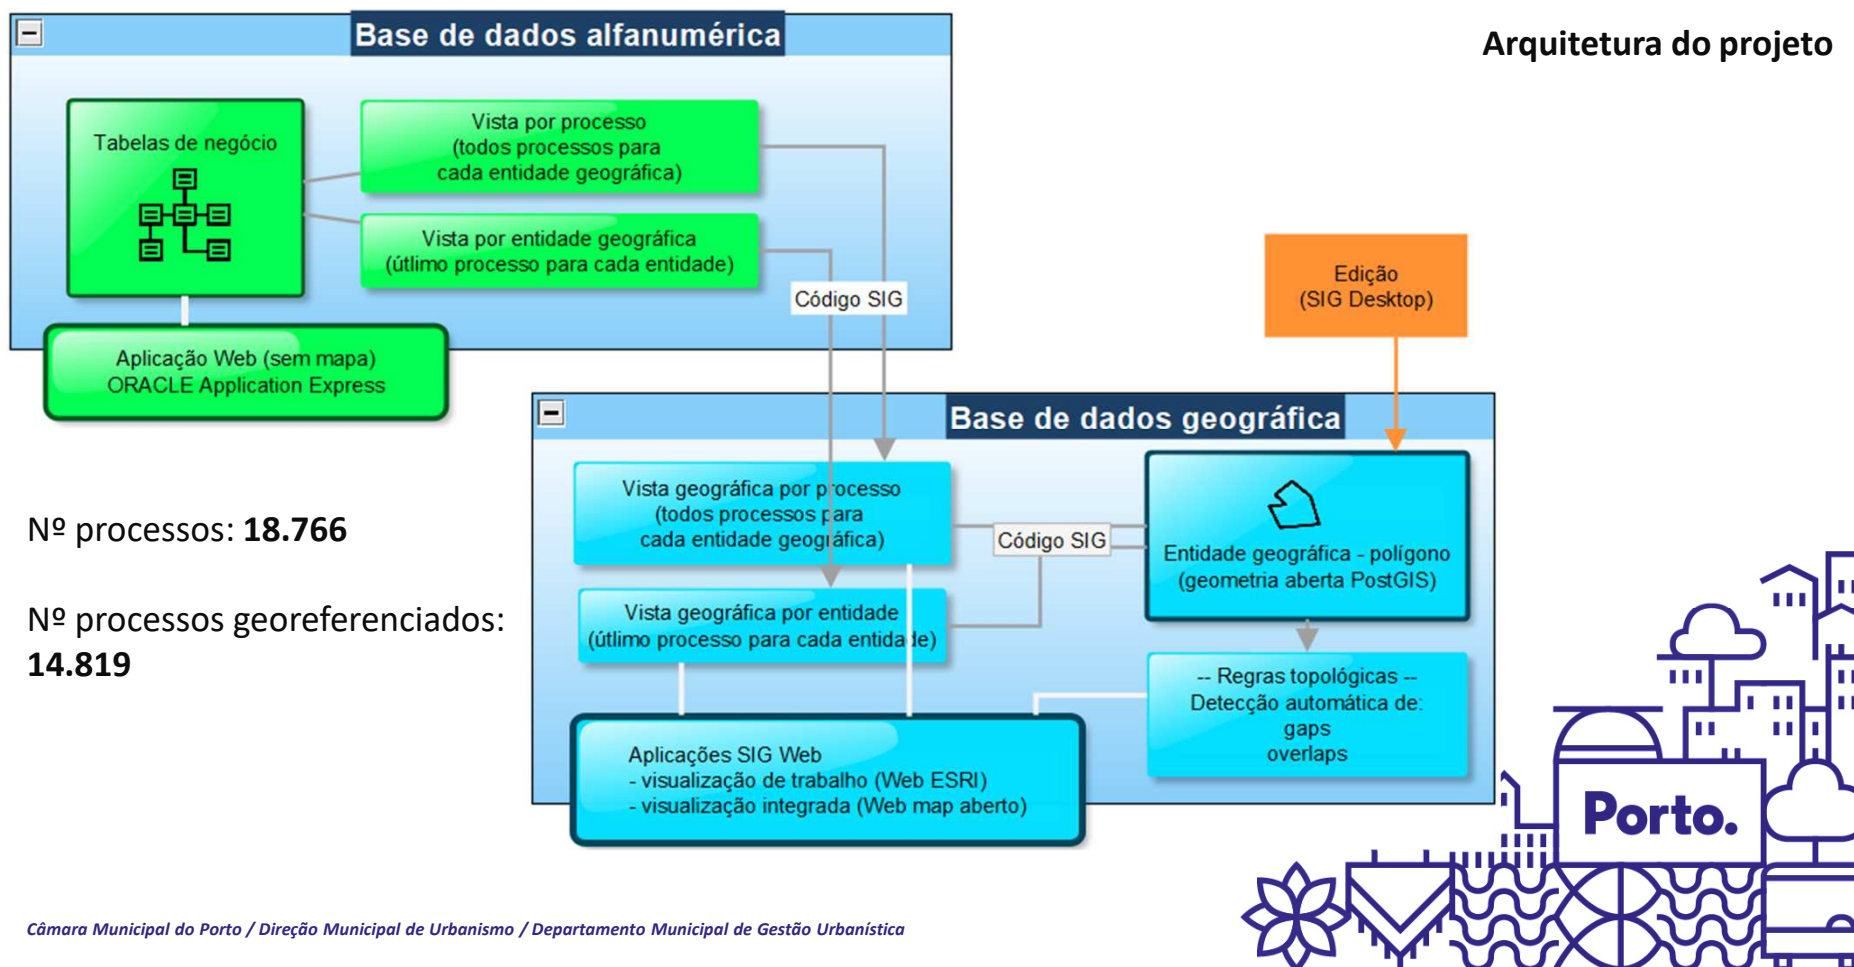 Arquitetura do projeto
Base de dados alfanumérica
Tabelas de negócio
Vista por processo
(todos processos para
cada entidade geográfica)
Vista por entidade geográfica
(útlimo processo para cada entidade)
Código SIG
Aplicação Web (sem mapa)
ORACLE Application Express
Edição
(SIG Desktop)
Base de dados geográfica
Vista geográfica por processo
(todos processos para
cada entidade geográfica)
Código SIG
Entidade geográfica - polígono
(geometria aberta PostGIS)
Vista geográfica por entidade
(útlimo processo para cada entidade)
-- Regras topológicas --
Detecção automática de:
gaps
overlaps
Aplicações SIG Web
- visualização de trabalho (Web ESRI)
- visualização integrada (Web map aberto)
Nº processos: 18.766
Nº processos georeferenciados:
14.819
Porto.
Câmara Municipal do Porto / Direção Municipal de Urbanismo / Departamento Municipal de Gestão Urbanística